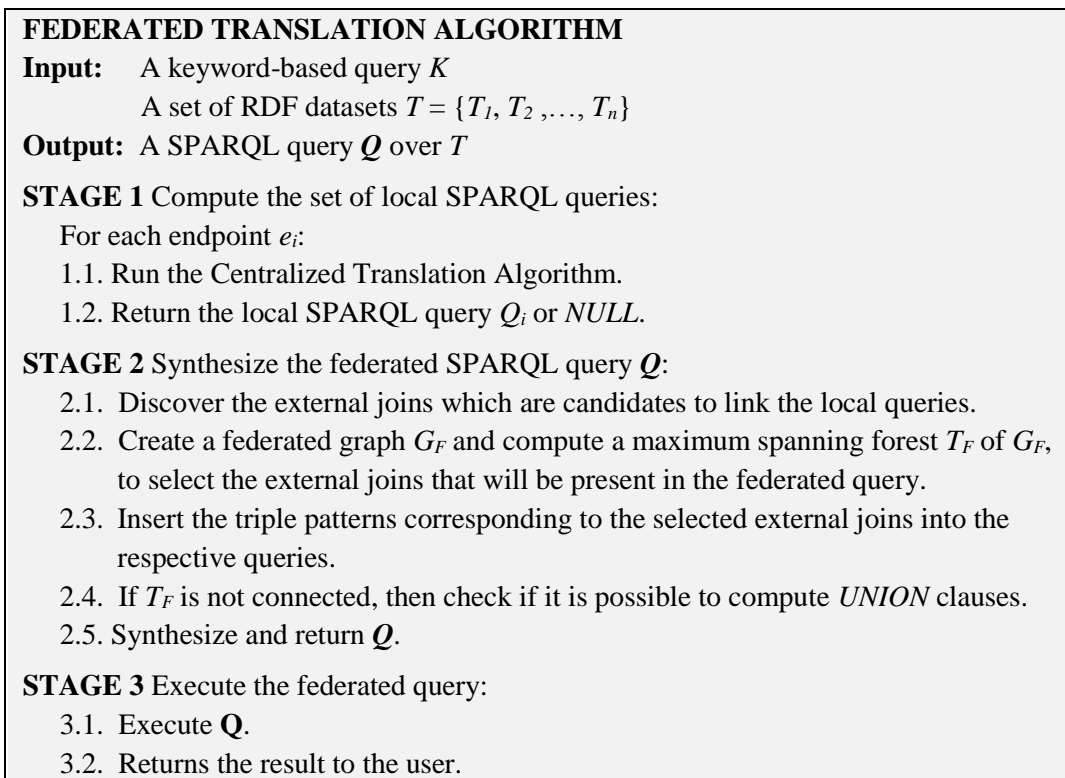 FEDERATED TRANSLATION ALGORITHM
Input: A keyword-based query K
A set of RDF datasets T = {T1, T2 ,…, Tn}
Output: A SPARQL query Q over T
STAGE 1 Compute the set of local SPARQL queries:
For each endpoint ei:
1.1. Run the Centralized Translation Algorithm.
1.2. Return the local SPARQL query Qi or NULL.
STAGE 2 Synthesize the federated SPARQL query Q:
2.1. Discover the external joins which are candidates to link the local queries.
2.2. Create a federated graph GF and compute a maximum spanning forest TF of GF,
to select the external joins that will be present in the federated query.
2.3. Insert the triple patterns corresponding to the selected external joins into the
respective queries.
2.4. If TF is not connected, then check if it is possible to compute UNION clauses.
2.5. Synthesize and return Q.
STAGE 3 Execute the federated query:
3.1. Execute Q.
3.2. Returns the result to the user.